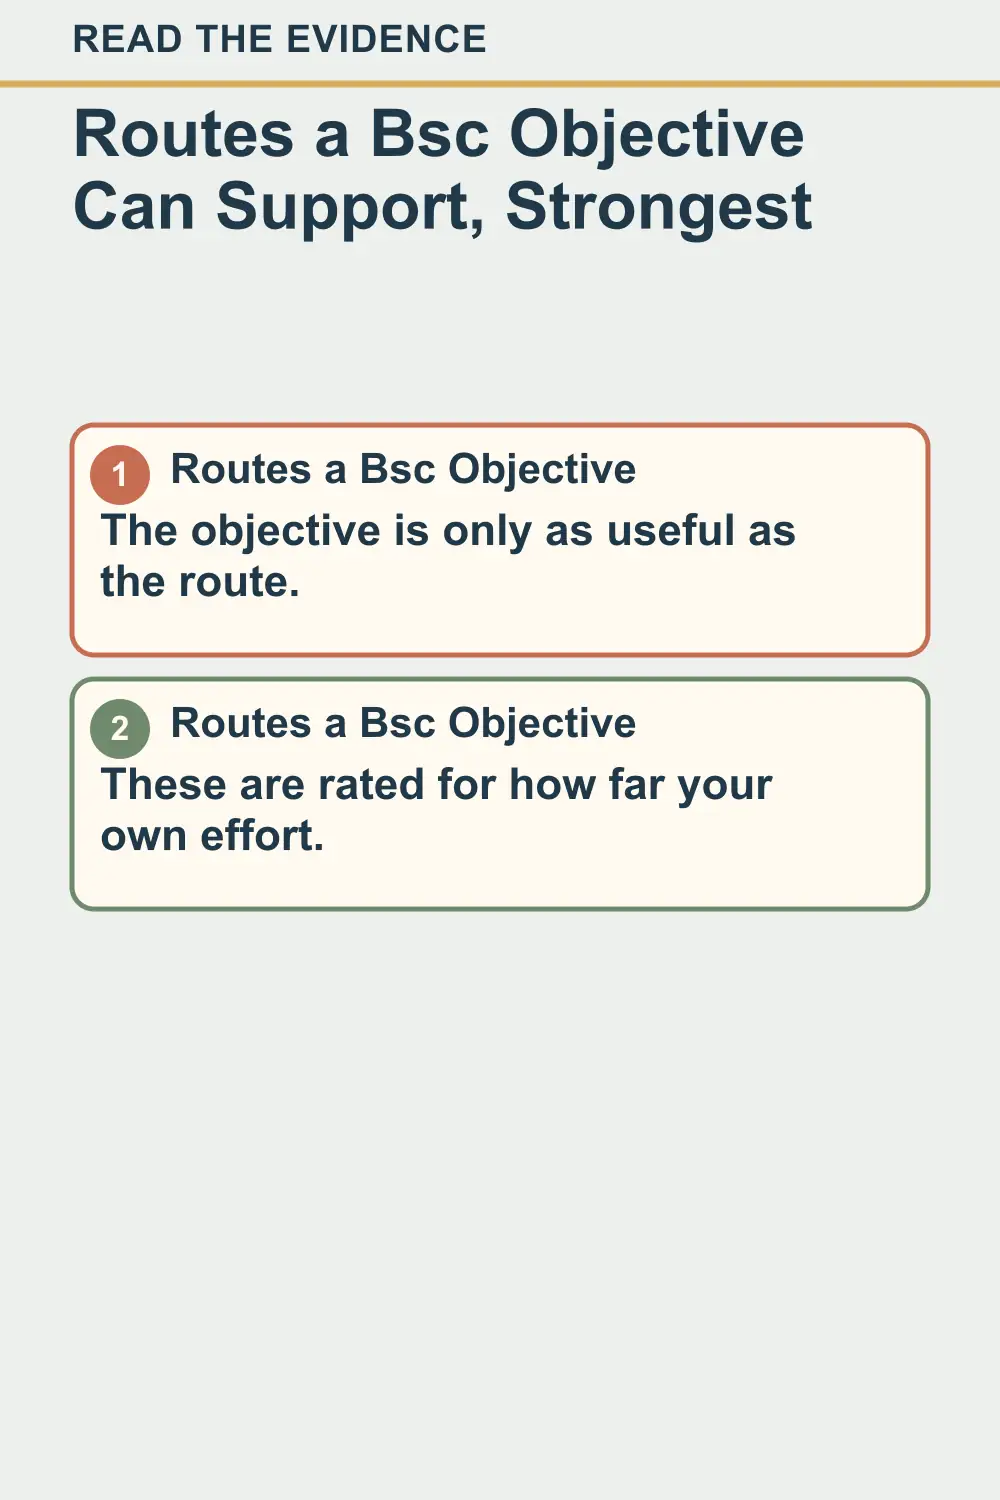 READ THE EVIDENCE
Routes a Bsc Objective
Can Support, Strongest
1 Routes a Bsc Objective
The objective is only as useful as
the route.
2 Routes a Bsc Objective
These are rated for how far your
own effort.